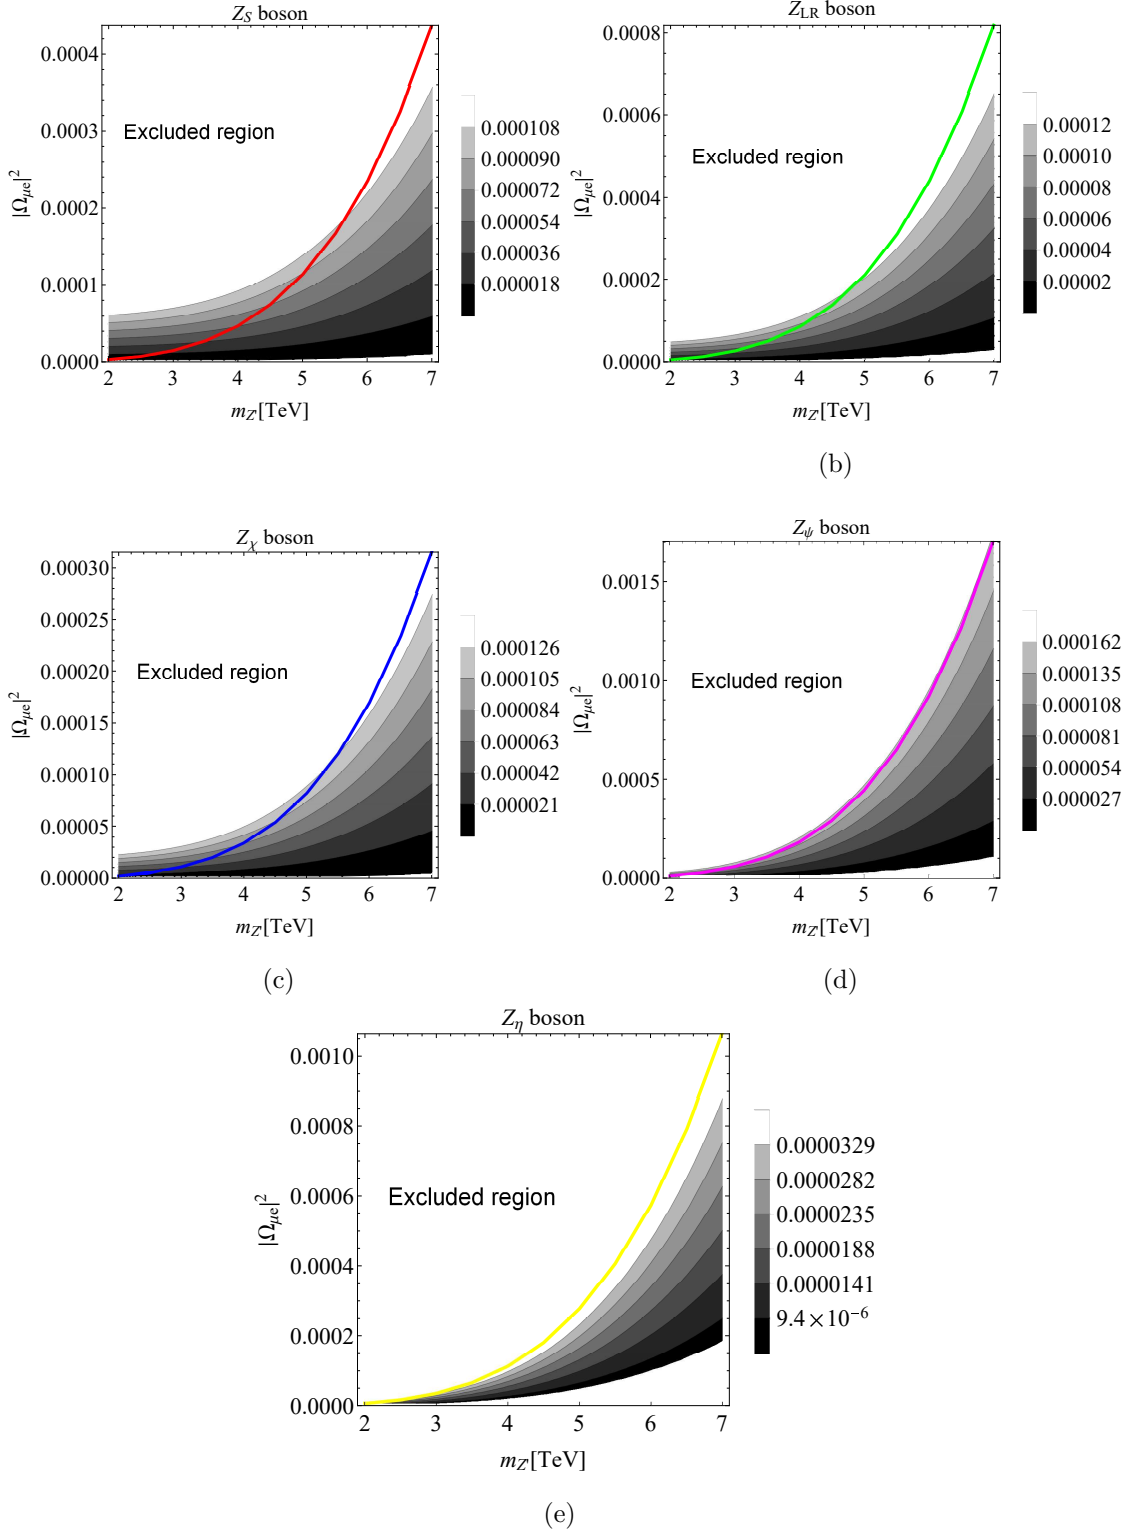 Z_S boson
0.0004
0.0003
0.0002
0.0001
0.0000
|Ω_μe|²
Excluded region
2 3 4 5 6 7
m_Z'[TeV]
0.000108
0.000090
0.000072
0.000054
0.000036
0.000018
Z_LR boson
0.0008
0.0006
0.0004
0.0002
0.0000
|Ω_μe|²
Excluded region
2 3 4 5 6 7
m_Z'[TeV]
0.00012
0.00010
0.00008
0.00006
0.00004
0.00002
(b)
Z_χ boson
0.00030
0.00025
0.00020
0.00015
0.00010
0.00005
0.00000
|Ω_μe|²
Excluded region
2 3 4 5 6 7
m_Z'[TeV]
0.000126
0.000105
0.000084
0.000063
0.000042
0.000021
(c)
Z_ψ boson
0.0015
0.0010
0.0005
0.0000
|Ω_μe|²
Excluded region
2 3 4 5 6 7
m_Z'[TeV]
0.000162
0.000135
0.000108
0.000081
0.000054
0.000027
(d)
Z_η boson
0.0010
0.0008
0.0006
0.0004
0.0002
0.0000
|Ω_μe|²
Excluded region
2 3 4 5 6 7
m_Z'[TeV]
0.0000329
0.0000282
0.0000235
0.0000188
0.0000141
9.4×10⁻⁶
(e)